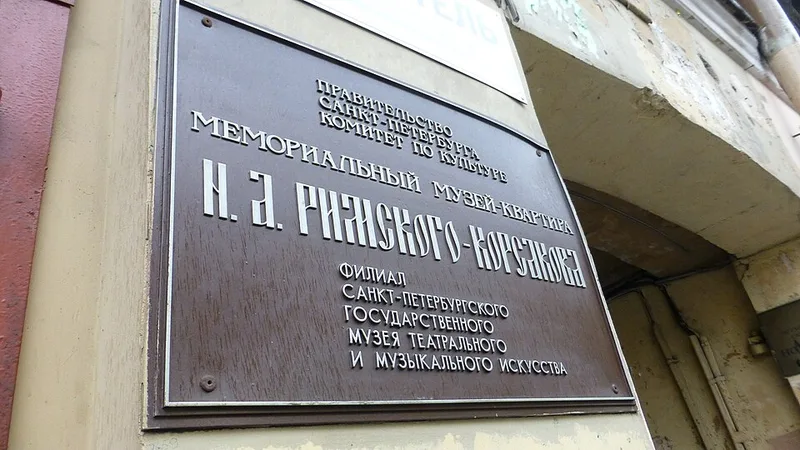 ТЕЛЬ
ПРАВИТЕЛЬСТВО
САНКТ-ПЕТЕРБУРГА
КОМИТЕТ ПО КУЛЬТУРЕ
МЕМОРИАЛЬНЫЙ МУЗЕЙ-КВАРТИРА
Н. А. РИМСКОГО-КОРСАКОВА
ФИЛИАЛ
САНКТ-ПЕТЕРБУРГСКОГО
ГОСУДАРСТВЕННОГО
МУЗЕЯ ТЕАТРАЛЬНОГО
И МУЗЫКАЛЬНОГО ИСКУССТВА